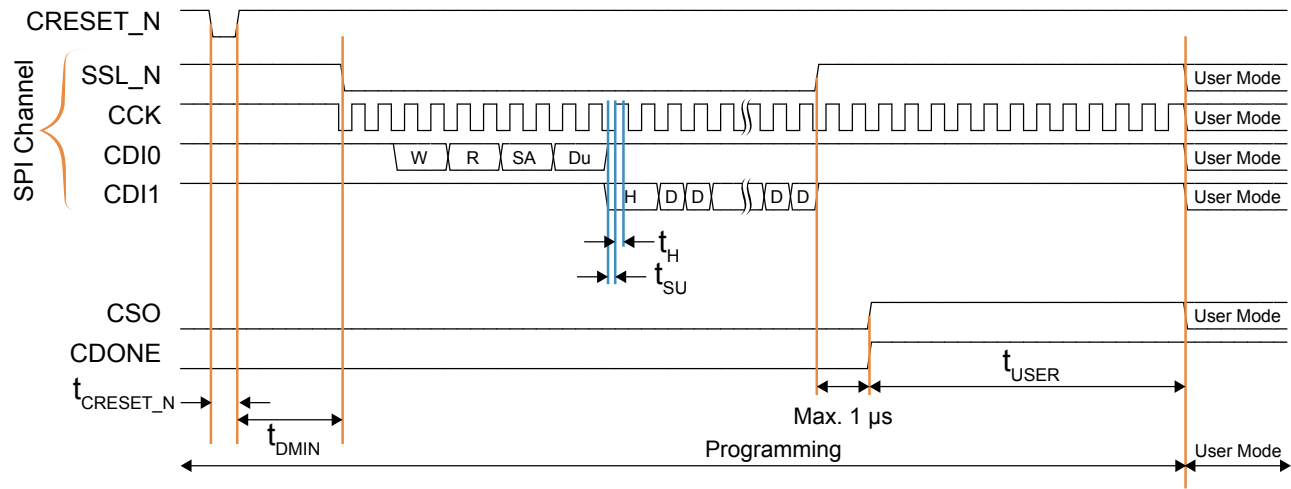 CRESET_N
SPI Channel
SSL_N User Mode
CCK User Mode
CDI0 W R SA Du User Mode
CDI1 H D D D D User Mode
tH
tSU
CSO User Mode
CDONE
tUSER
tCRESET_N
Max. 1 µs
tDMIN
Programming User Mode